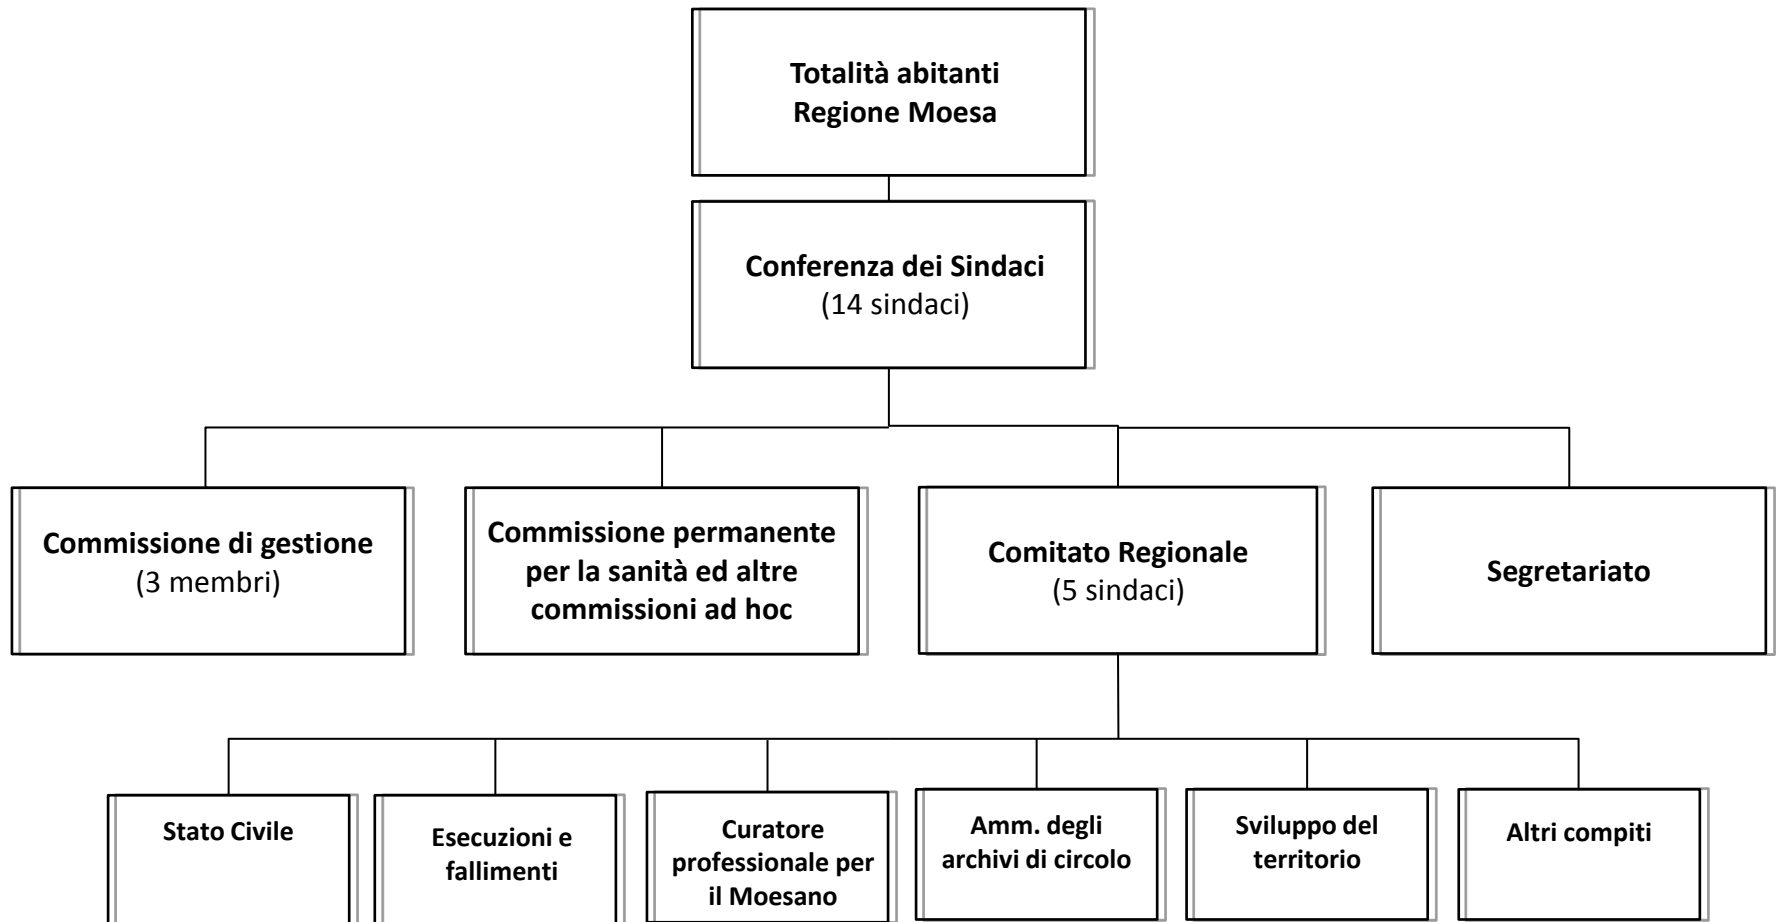 Totalità abitanti
Regione Moesa
Conferenza dei Sindaci
(14 sindaci)
Commissione di gestione
(3 membri)
Commissione permanente
per la sanità ed altre
commissioni ad hoc
Comitato Regionale
(5 sindaci)
Segretariato
Stato Civile
Esecuzioni e
fallimenti
Curatore
professionale per
il Moesano
Amm. degli
archivi di circolo
Sviluppo del
territorio
Altri compiti